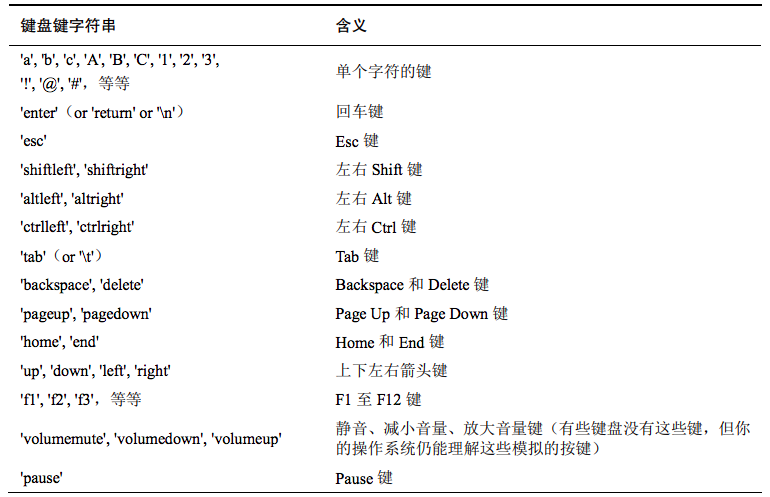 键盘键字符串 含义
'a', 'b', 'c', 'A', 'B', 'C', '1', '2', '3',
'!', '@', '#'，等等 单个字符的键
'enter'（or 'return' or '\n'） 回车键
'esc' Esc 键
'shiftleft', 'shiftright' 左右 Shift 键
'altleft', 'altright' 左右 Alt 键
'ctrlleft', 'ctrlright' 左右 Ctrl 键
'tab'（or '\t'） Tab 键
'backspace', 'delete' Backspace 和 Delete 键
'pageup', 'pagedown' Page Up 和 Page Down 键
'home', 'end' Home 和 End 键
'up', 'down', 'left', 'right' 上下左右箭头键
'f1', 'f2', 'f3'，等等 F1 至 F12 键
'volumemute', 'volumedown', 'volumeup' 静音、减小音量、放大音量键（有些键盘没有这些键，但你
的操作系统仍能理解这些模拟的按键）
'pause' Pause 键